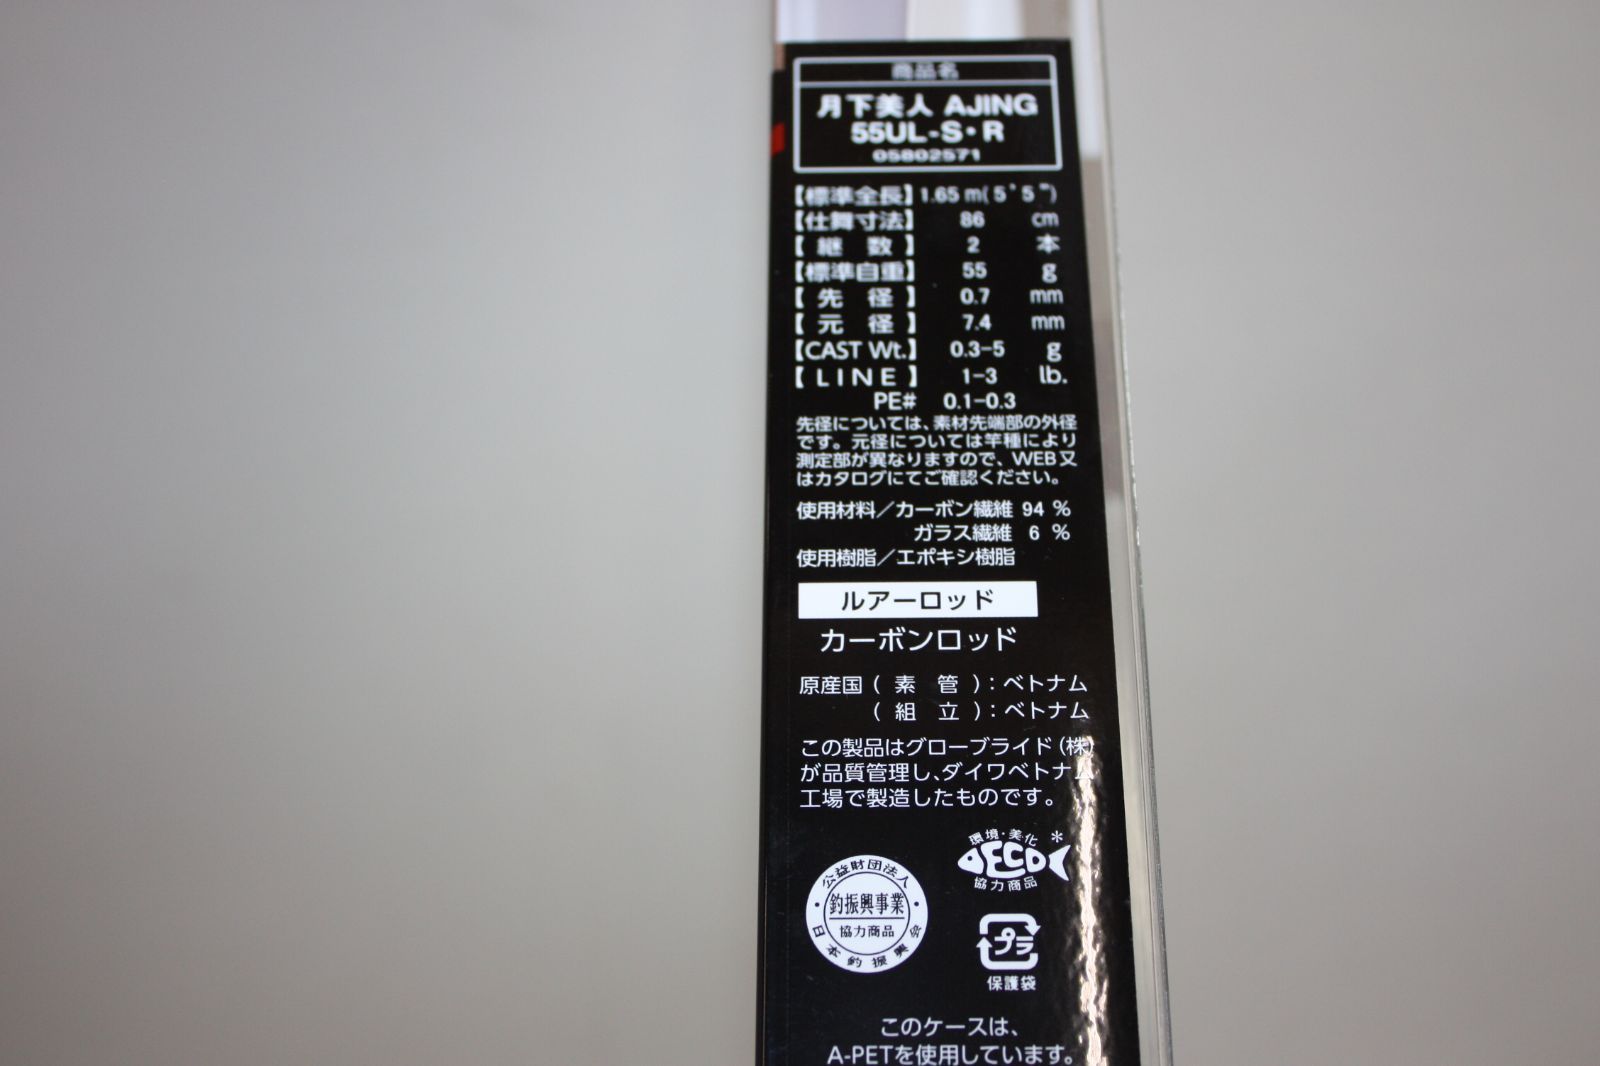 商品名
月下美人 AJING
55UL-S・R
05802571
【標準全長】 1.65 m( 5 ' 5 ")
【仕舞寸法】 86 cm
【 継 数 】 2 本
【標準自重】 55 g
【 先 径 】 0.7 mm
【 元 径 】 7.4 mm
【CAST Wt.】 0.3-5 g
【 LINE 】 1-3 lb.
PE# 0.1-0.3
先径については、素材先端部の外径
です。元径については竿種により
測定部が異なりますので、WEB又
はカタログにてご確認ください。
使用材料/カーボン繊維 94 %
ガラス繊維 6 %
使用樹脂/エポキシ樹脂
ルアーロッド
カーボンロッド
原産国 ( 素 管 ) : ベトナム
( 組 立 ) : ベトナム
この製品はグローブライド(株)
が品質管理し、ダイワベトナム
工場で製造したものです。
環境・美化 *
ECO
協力商品
公益財団法人
釣振興事業
協力商品
日本釣振興会
プラ
保護袋
このケースは、
A-PETを使用しています。